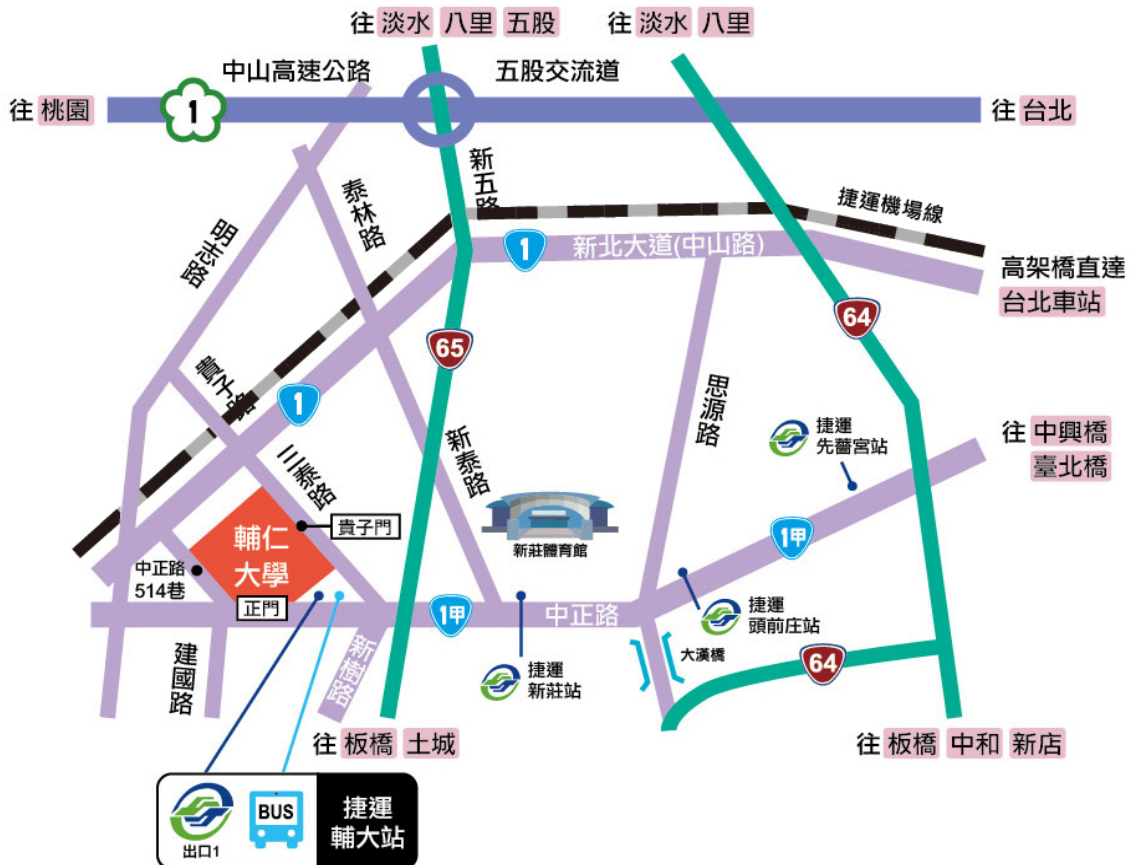 往 淡水 八里 五股
往 淡水 八里
中山高速公路
五股交流道
往 桃園
1
往 台北
新五路
泰林路
捷運機場線
明志路
1
新北大道(中山路)
高架橋直達
台北車站
64
65
貴子路
1
思源路
捷運
先嗇宮站
往 中興橋
臺北橋
新泰路
三泰路
貴子門
輔仁
大學
新莊體育館
1甲
中正路
514巷
正門
1甲
中正路
捷運
頭前庄站
建國路
新樹路
捷運
新莊站
大漢橋
64
往 板橋 土城
往 板橋 中和 新店
BUS
出口1
捷運
輔大站